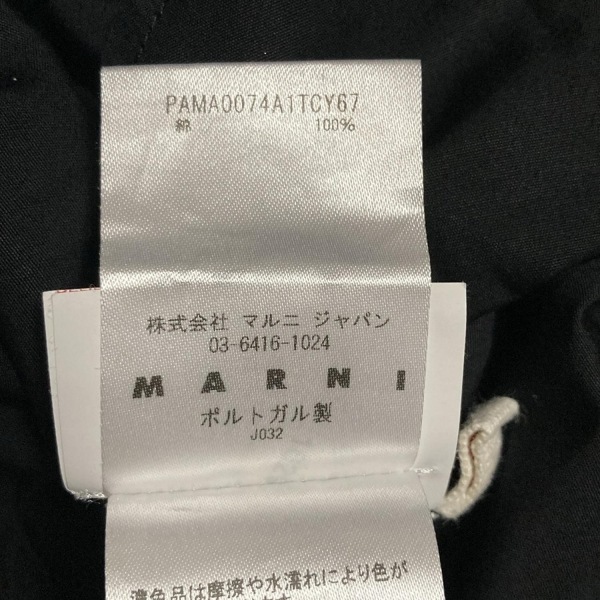 PAMA0074A1TCY67
綿 100%
株式会社 マルニ ジャパン
03-6416-1024
MARNI
ポルトガル製
J032
濃色品は摩擦や水濡れにより色が